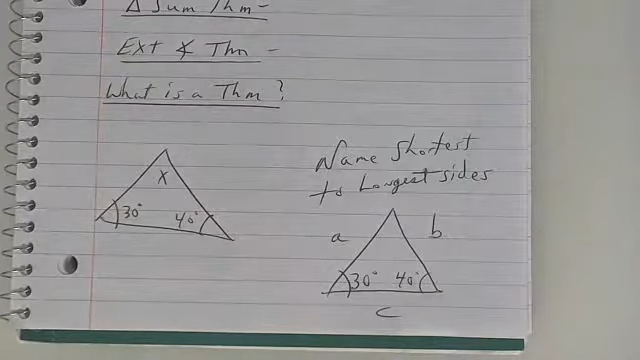 Δ Sum Thm-
Ext ∢ Thm -
What is a Thm ?
Name Shortest
to Longest sides
x
30° 40°
a b
30° 40°
c